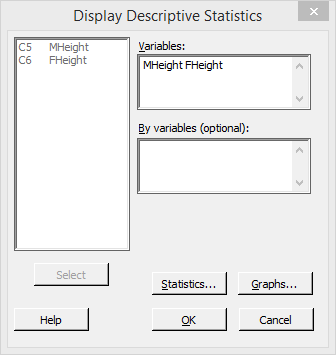 Display Descriptive Statistics
C5 MHeight
C6 FHeight
Variables:
MHeight FHeight
By variables (optional):
Select
Statistics...
Graphs...
Help
OK
Cancel